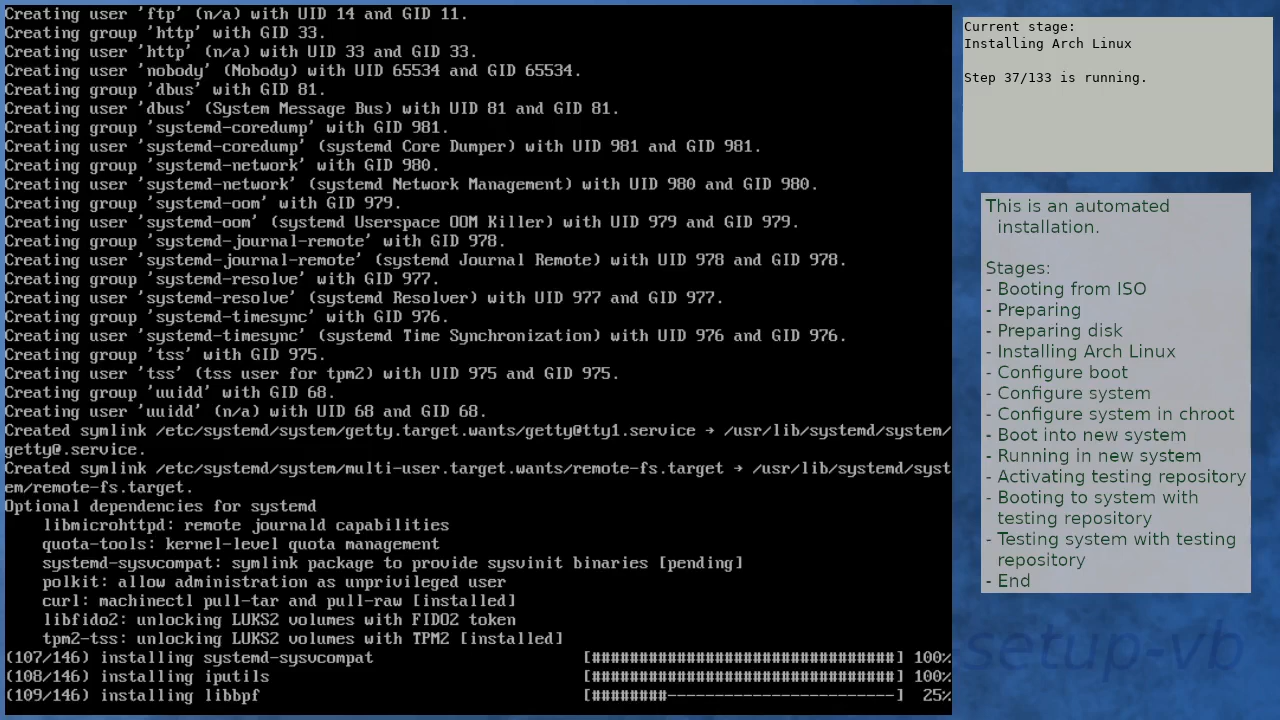 Creating user 'ftp' (n/a) with UID 14 and GID 11.
Creating group 'http' with GID 33.
Creating user 'http' (n/a) with UID 33 and GID 33.
Creating user 'nobody' (Nobody) with UID 65534 and GID 65534.
Creating group 'dbus' with GID 81.
Creating user 'dbus' (System Message Bus) with UID 81 and GID 81.
Creating group 'systemd-coredump' with GID 981.
Creating user 'systemd-coredump' (systemd Core Dumper) with UID 981 and GID 981.
Creating group 'systemd-network' with GID 980.
Creating user 'systemd-network' (systemd Network Management) with UID 980 and GID 980.
Creating group 'systemd-oom' with GID 979.
Creating user 'systemd-oom' (systemd Userspace OOM Killer) with UID 979 and GID 979.
Creating group 'systemd-journal-remote' with GID 978.
Creating user 'systemd-journal-remote' (systemd Journal Remote) with UID 978 and GID 978.
Creating group 'systemd-resolve' with GID 977.
Creating user 'systemd-resolve' (systemd Resolver) with UID 977 and GID 977.
Creating group 'systemd-timesync' with GID 976.
Creating user 'systemd-timesync' (systemd Time Synchronization) with UID 976 and GID 976.
Creating group 'tss' with GID 975.
Creating user 'tss' (tss user for tpm2) with UID 975 and GID 975.
Creating group 'uuidd' with GID 68.
Creating user 'uuidd' (n/a) with UID 68 and GID 68.
Created symlink /etc/systemd/system/getty.target.wants/getty@tty1.service → /usr/lib/systemd/system/
getty@.service.
Created symlink /etc/systemd/system/multi-user.target.wants/remote-fs.target → /usr/lib/systemd/syst
em/remote-fs.target.
Optional dependencies for systemd
    libmicrohttpd: remote journald capabilities
    quota-tools: kernel-level quota management
    systemd-sysvcompat: symlink package to provide sysvinit binaries [pending]
    polkit: allow administration as unprivileged user
    curl: machinectl pull-tar and pull-raw [installed]
    libfido2: unlocking LUKS2 volumes with FIDO2 token
    tpm2-tss: unlocking LUKS2 volumes with TPM2 [installed]
(107/146) installing systemd-sysvcompat                      [################################] 100%
(108/146) installing iputils                                 [################################] 100%
(109/146) installing libbpf                                  [########------------------------]  25%
Current stage:
Installing Arch Linux
Step 37/133 is running.
This is an automated
installation.
Stages:
- Booting from ISO
- Preparing
- Preparing disk
- Installing Arch Linux
- Configure boot
- Configure system
- Configure system in chroot
- Boot into new system
- Running in new system
- Activating testing repository
- Booting to system with
testing repository
- Testing system with testing
repository
- End
setup-vb